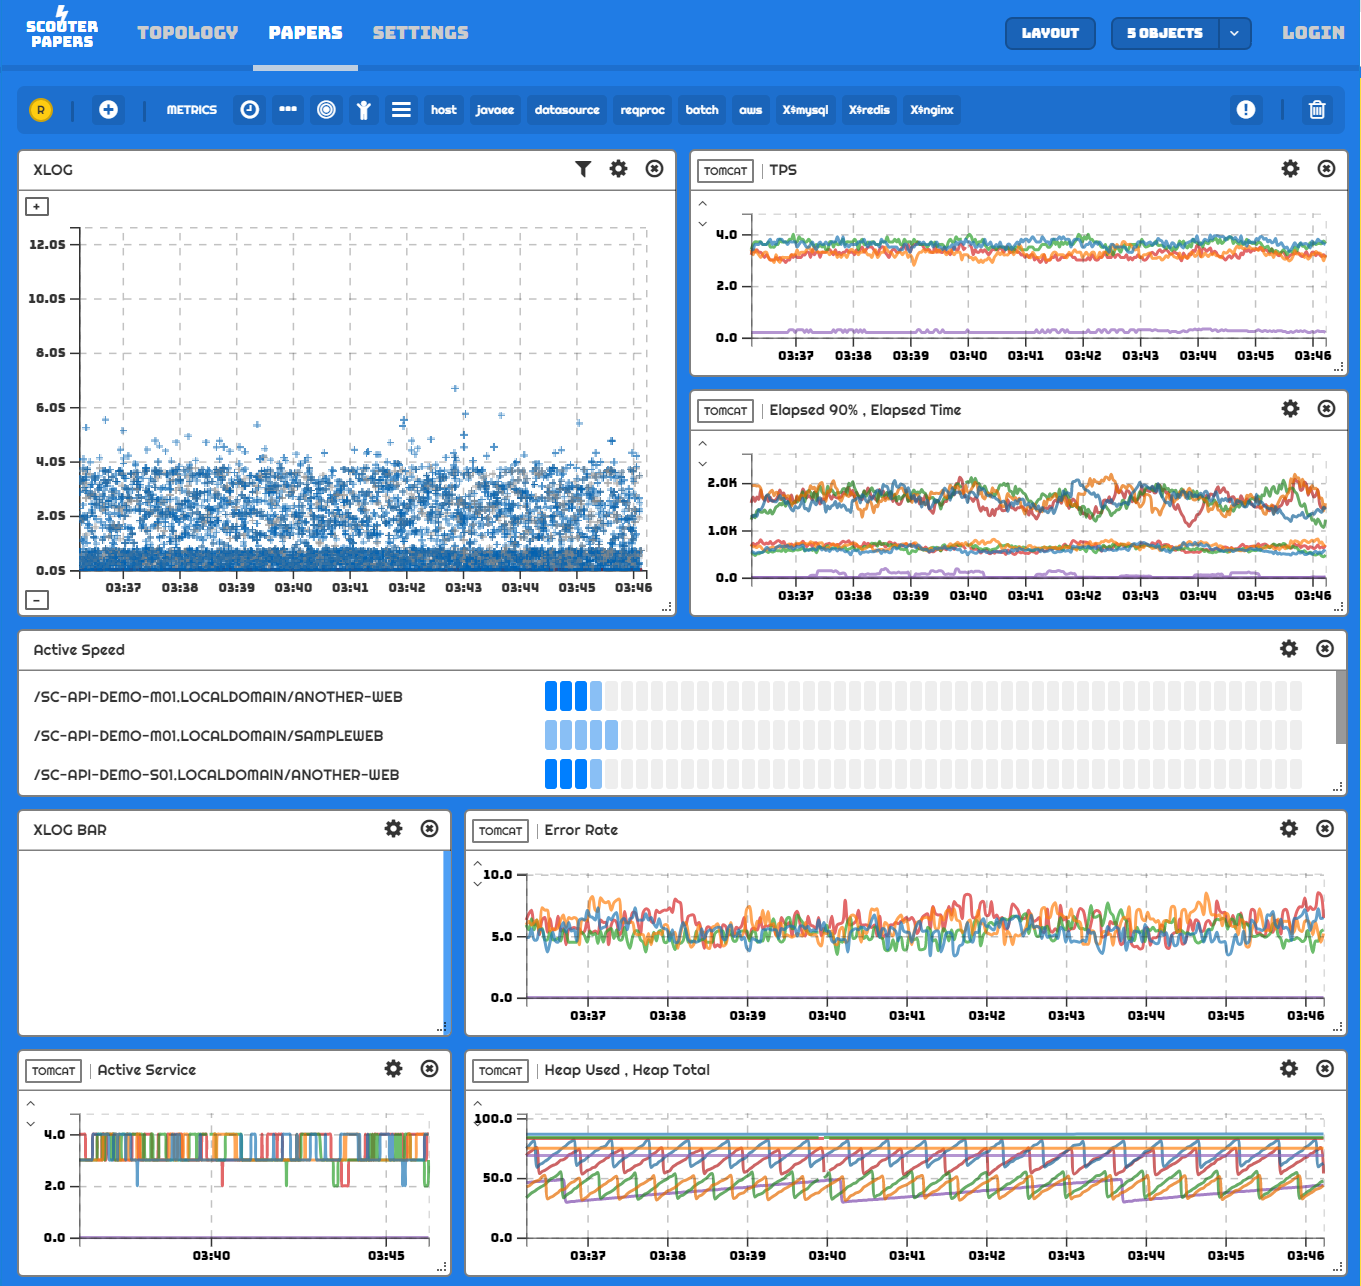 SCOUTER
PAPERS
TOPOLOGY PAPERS SETTINGS LAYOUT 5 OBJECTS LOGIN
R METRICS host javaee datasource reqproc batch aws X$mysql X$redis X$nginx
XLOG
+
12.0S
10.0S
8.0S
6.0S
4.0S
2.0S
0.0S
03:37 03:38 03:39 03:40 03:41 03:42 03:43 03:44 03:45 03:46
−
TOMCAT | TPS
4.0
2.0
0.0
03:37 03:38 03:39 03:40 03:41 03:42 03:43 03:44 03:45 03:46
TOMCAT | Elapsed 90% , Elapsed Time
2.0K
1.0K
0.0
03:37 03:38 03:39 03:40 03:41 03:42 03:43 03:44 03:45 03:46
Active Speed
/SC-API-DEMO-M01.LOCALDOMAIN/ANOTHER-WEB
/SC-API-DEMO-M01.LOCALDOMAIN/SAMPLEWEB
/SC-API-DEMO-S01.LOCALDOMAIN/ANOTHER-WEB
XLOG BAR
TOMCAT | Error Rate
10.0
5.0
0.0
03:37 03:38 03:39 03:40 03:41 03:42 03:43 03:44 03:45 03:46
TOMCAT | Active Service
4.0
2.0
0.0
03:40 03:45
TOMCAT | Heap Used , Heap Total
100.0
50.0
0.0
03:37 03:38 03:39 03:40 03:41 03:42 03:43 03:44 03:45 03:46